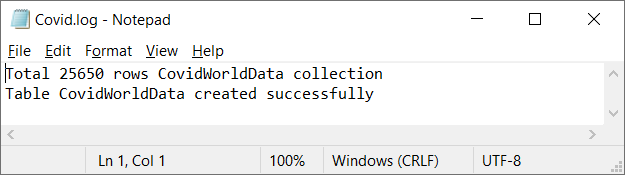 Covid.log - Notepad
File Edit Format View Help
Total 25650 rows CovidWorldData collection
Table CovidWorldData created successfully
Ln 1, Col 1 100% Windows (CRLF) UTF-8